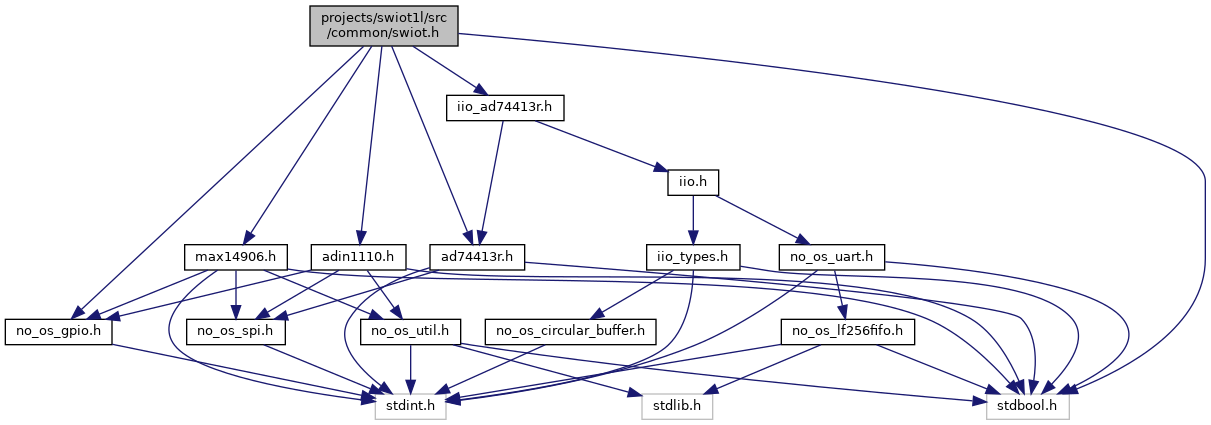 projects/swiot1l/src
/common/swiot.h
iio_ad74413r.h
iio.h
max14906.h
adin1110.h
ad74413r.h
iio_types.h
no_os_uart.h
no_os_gpio.h
no_os_spi.h
no_os_util.h
no_os_circular_buffer.h
no_os_lf256fifo.h
stdint.h
stdlib.h
stdbool.h